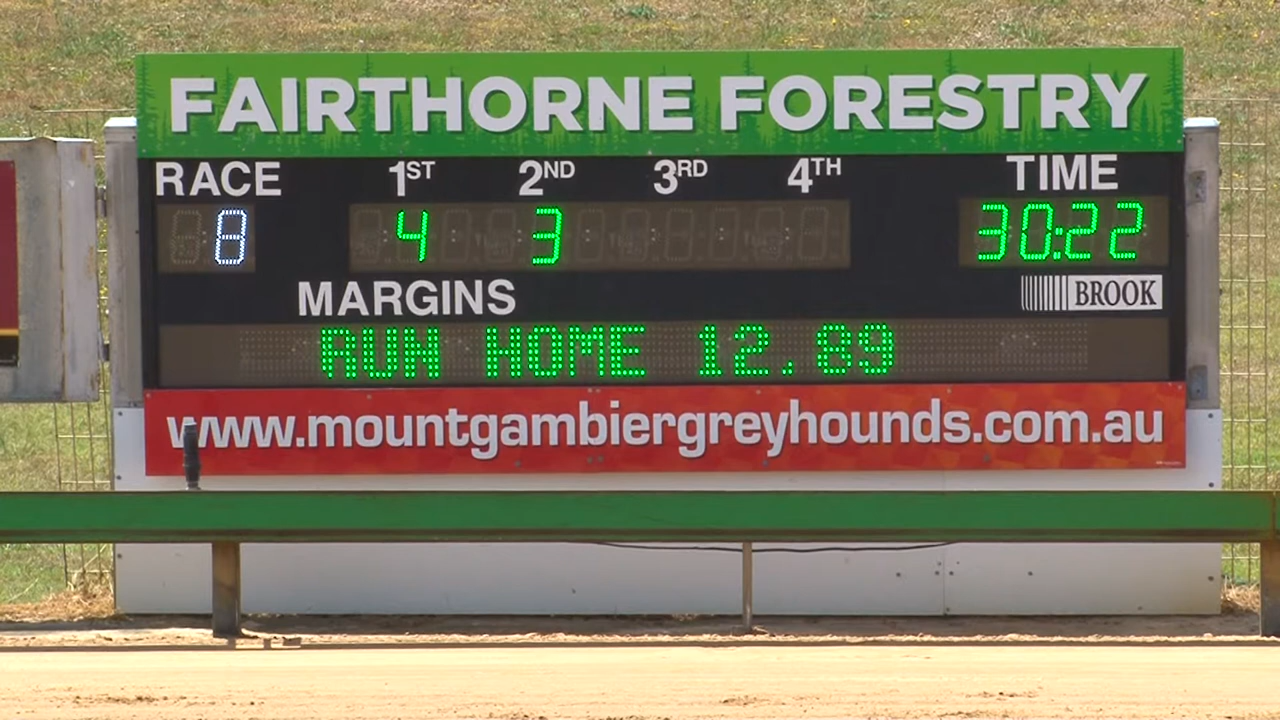 FAIRTHORNE FORESTRY
RACE 1ST 2ND 3RD 4TH TIME
8 4 3 30:22
MARGINS BROOK
RUN HOME 12.89
www.mountgambiergreyhounds.com.au